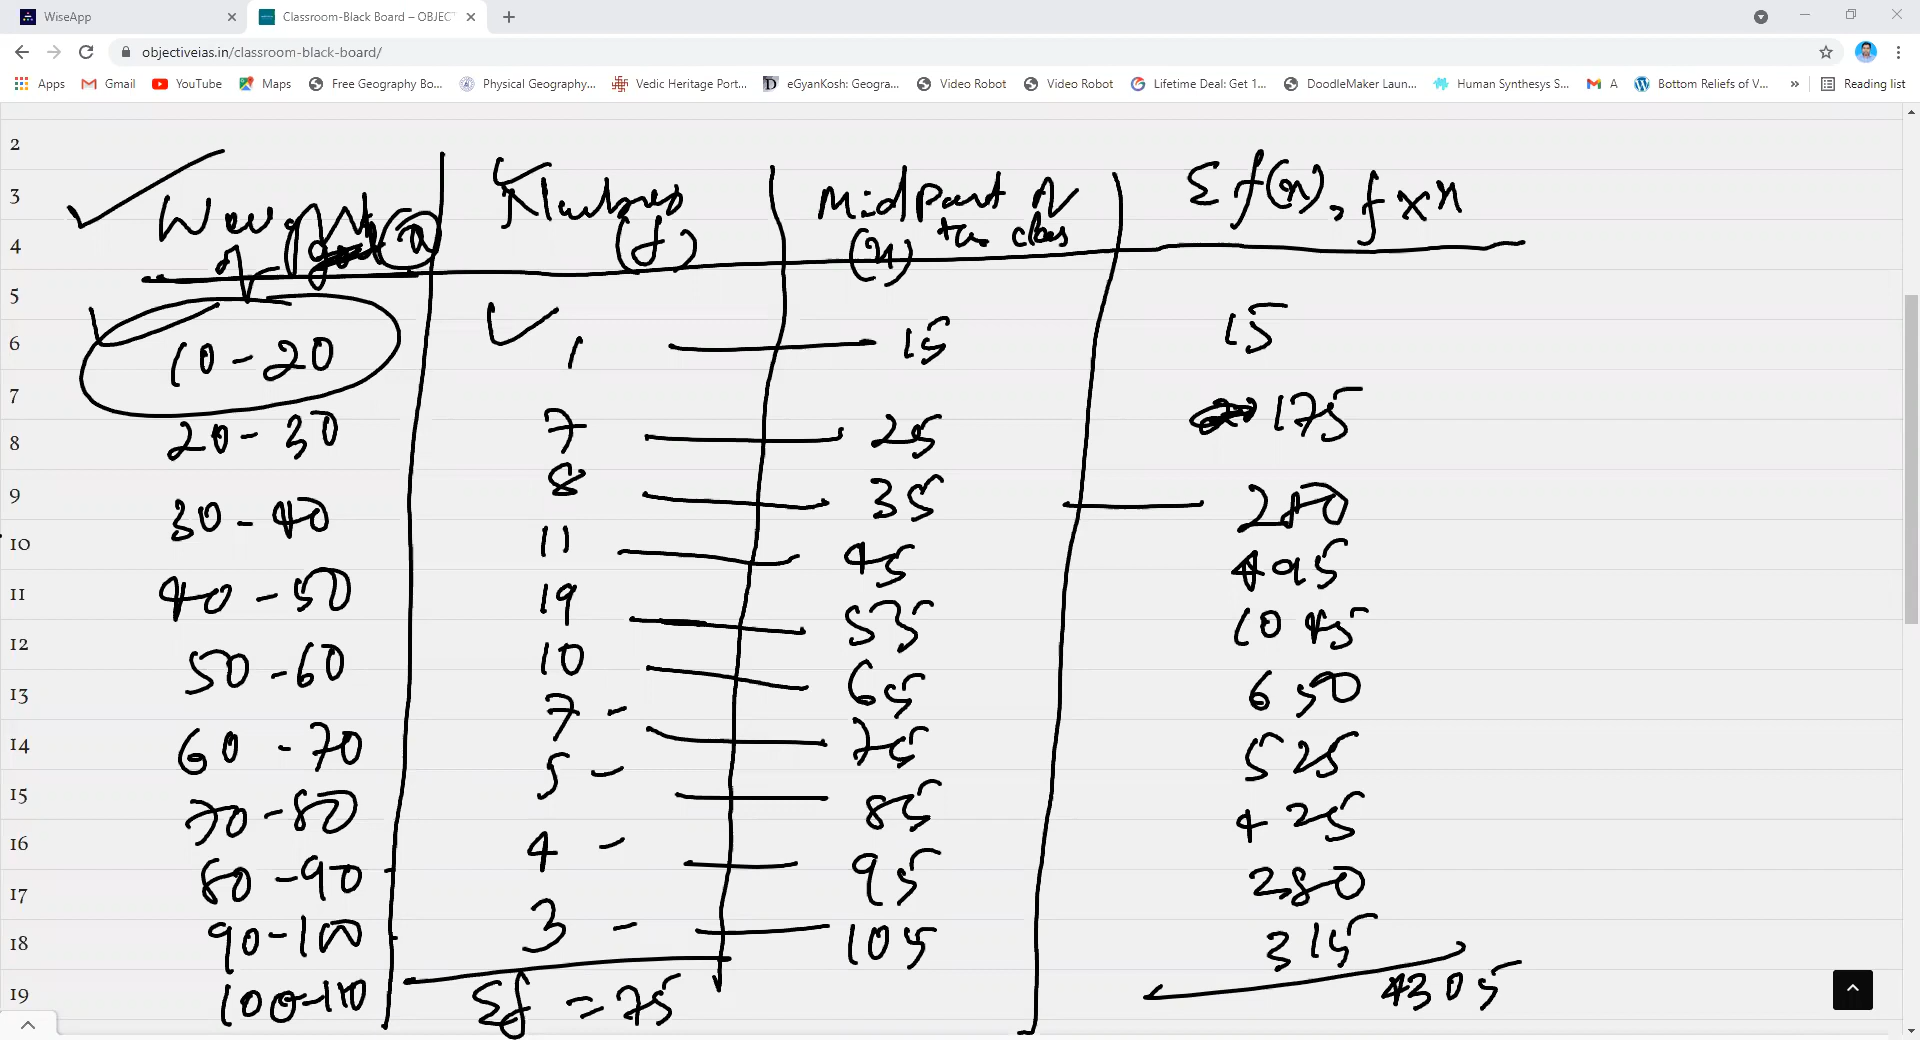 WiseApp
Classroom-Black Board – OBJEC
objectiveias.in/classroom-black-board/
Apps Gmail YouTube Maps Free Geography Bo... Physical Geography... Vedic Heritage Port... eGyanKosh: Geogra... Video Robot Video Robot Lifetime Deal: Get 1... DoodleMaker Laun... Human Synthesys S... A Bottom Reliefs of V... » Reading list
2
3 Midpoint of Σf(x), f×x
4 (f) (x) the class
5
6 10-20 1 15 15
7 175
8 20-30 7 25
9 30-40 8 35 280
10 11 45 495
11 40-50 19 55 1045
12 50-60 10 65 650
13 7 -
14 60-70 75 525
15 70-80 5 - 85 425
16 4 -
17 80-90 95 280
18 90-100 3 - 105 315
19 100-110 Σf = 75 4305